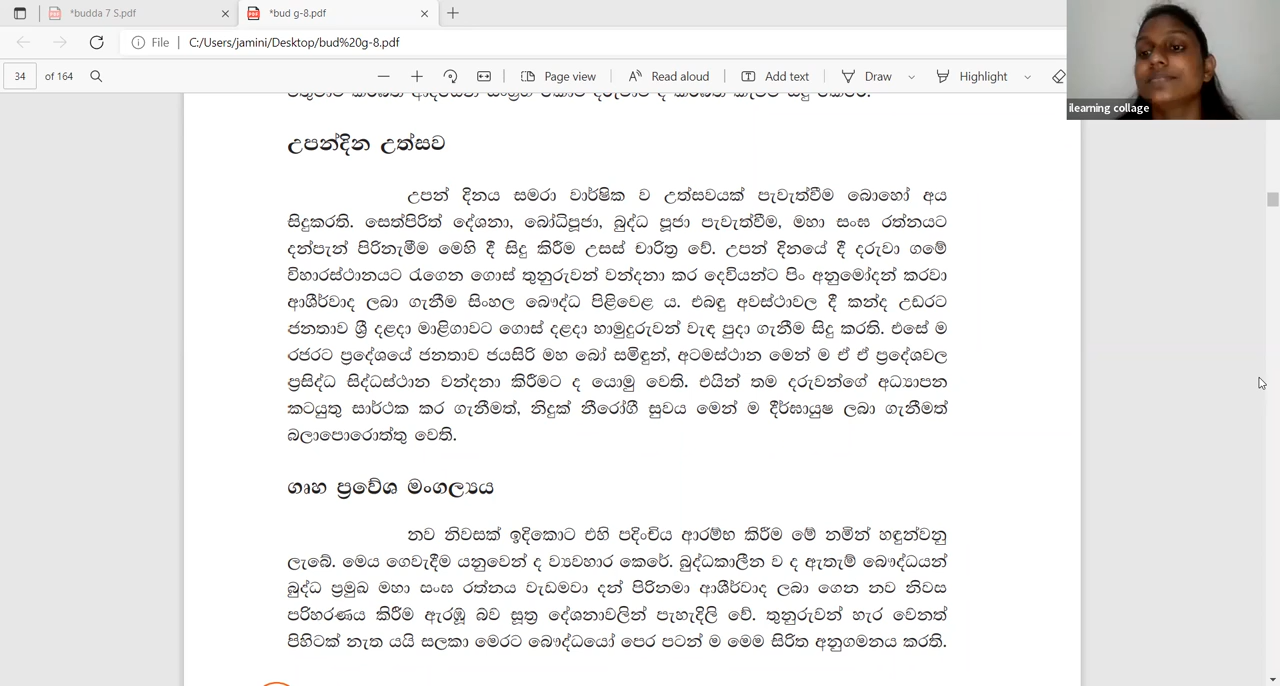 *budda 7 S.pdf
*bud g-8.pdf
File
C:/Users/jamini/Desktop/bud%20g-8.pdf
34 of 164
Page view
Read aloud
Add text
Draw
Highlight
ilearning collage
උපන්දින උත්සව
උපන් දිනය සමරා වාර්ෂික ව උත්සවයක් පැවැත්වීම බොහෝ අය
සිදුකරති. සෙත්පිරිත් දේශනා, බෝධිපූජා, බුද්ධ පූජා පැවැත්වීම, මහා සංඝ රත්නයට
දන්පැන් පිරිනැමීම මෙහි දී සිදු කිරීම උසස් චාරිත්‍ර වේ. උපන් දිනයේ දී දරුවා ගමේ
විහාරස්ථානයට රැගෙන ගොස් තුනුරුවන් වන්දනා කර දෙවියන්ට පිං අනුමෝදන් කරවා
ආශීර්වාද ලබා ගැනීම සිංහල බෞද්ධ පිළිවෙළ ය. එබඳු අවස්ථාවල දී කන්ද උඩරට
ජනතාව ශ්‍රී දළදා මාළිගාවට ගොස් දළදා හාමුදුරුවන් වැඳ පුදා ගැනීම සිදු කරති. එසේ ම
රජරට ප්‍රදේශයේ ජනතාව ජයසිරි මහ බෝ සමිඳුන්, අටමස්ථාන මෙන් ම ඒ ඒ ප්‍රදේශවල
ප්‍රසිද්ධ සිද්ධස්ථාන වන්දනා කිරීමට ද යොමු වෙති. එයින් තම දරුවන්ගේ අධ්‍යාපන
කටයුතු සාර්ථක කර ගැනීමත්, නිදුක් නීරෝගී සුවය මෙන් ම දීර්ඝායුෂ ලබා ගැනීමත්
බලාපොරොත්තු වෙති.
ගෘහ ප්‍රවේශ මංගල්‍යය
නව නිවසක් ඉදිකොට එහි පදිංචිය ආරම්භ කිරීම මේ නමින් හඳුන්වනු
ලැබේ. මෙය ගෙවැදීම යනුවෙන් ද ව්‍යවහාර කෙරේ. බුද්ධකාලීන ව ද ඇතැම් බෞද්ධයන්
බුද්ධ ප්‍රමුඛ මහා සංඝ රත්නය වැඩමවා දන් පිරිනමා ආශීර්වාද ලබා ගෙන නව නිවස
පරිහරණය කිරීම ඇරඹූ බව සූත්‍ර දේශනාවලින් පැහැදිලි වේ. තුනුරුවන් හැර වෙනත්
පිහිටක් නැත යයි සලකා මෙරට බෞද්ධයෝ පෙර පටන් ම මෙම සිරිත අනුගමනය කරති.